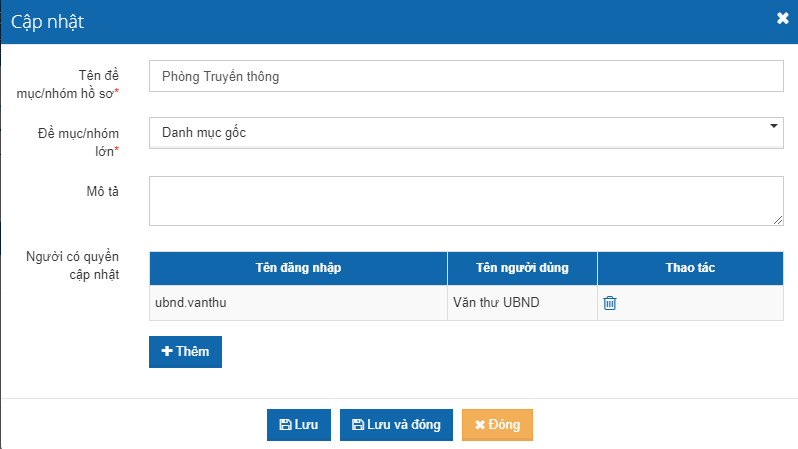 Cập nhật
Tên đề
mục/nhóm hồ sơ*
Phòng Truyền thông
Đề mục/nhóm
lớn*
Danh mục gốc
Mô tả
Người có quyền
cập nhật
Tên đăng nhập Tên người dùng Thao tác
ubnd.vanthu Văn thư UBND
Thêm
Lưu Lưu và đóng Đóng